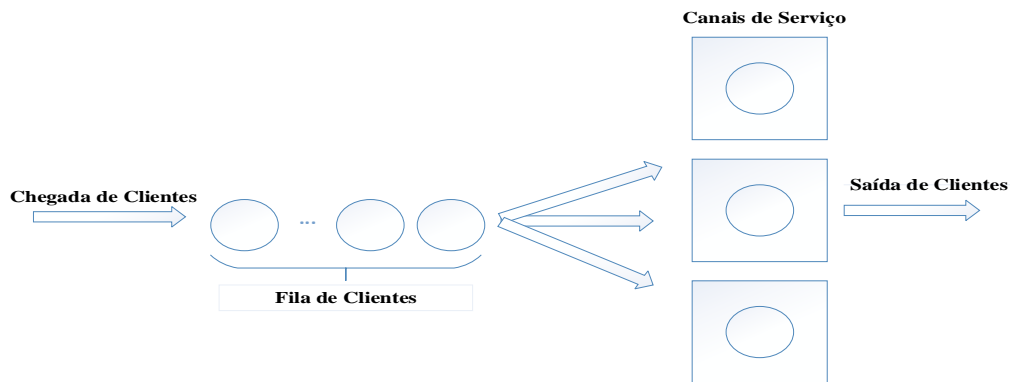 Canais de Serviço
Chegada de Clientes
...
Saída de Clientes
Fila de Clientes